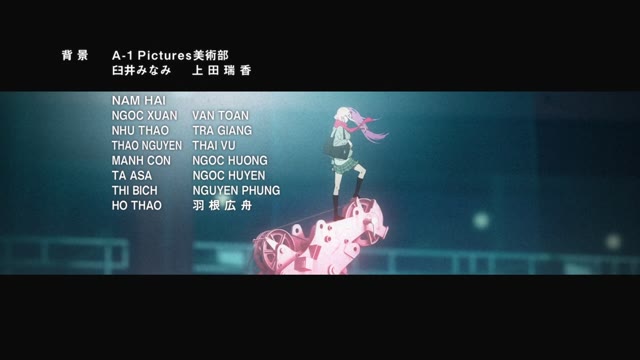 背景 A-1 Pictures美術部
臼井みなみ 上田瑞香
NAM HAI
NGOC XUAN VAN TOAN
NHU THAO TRA GIANG
THAO NGUYEN THAI VU
MANH CON NGOC HUONG
TA ASA NGOC HUYEN
THI BICH NGUYEN PHUNG
HO THAO 羽根広舟